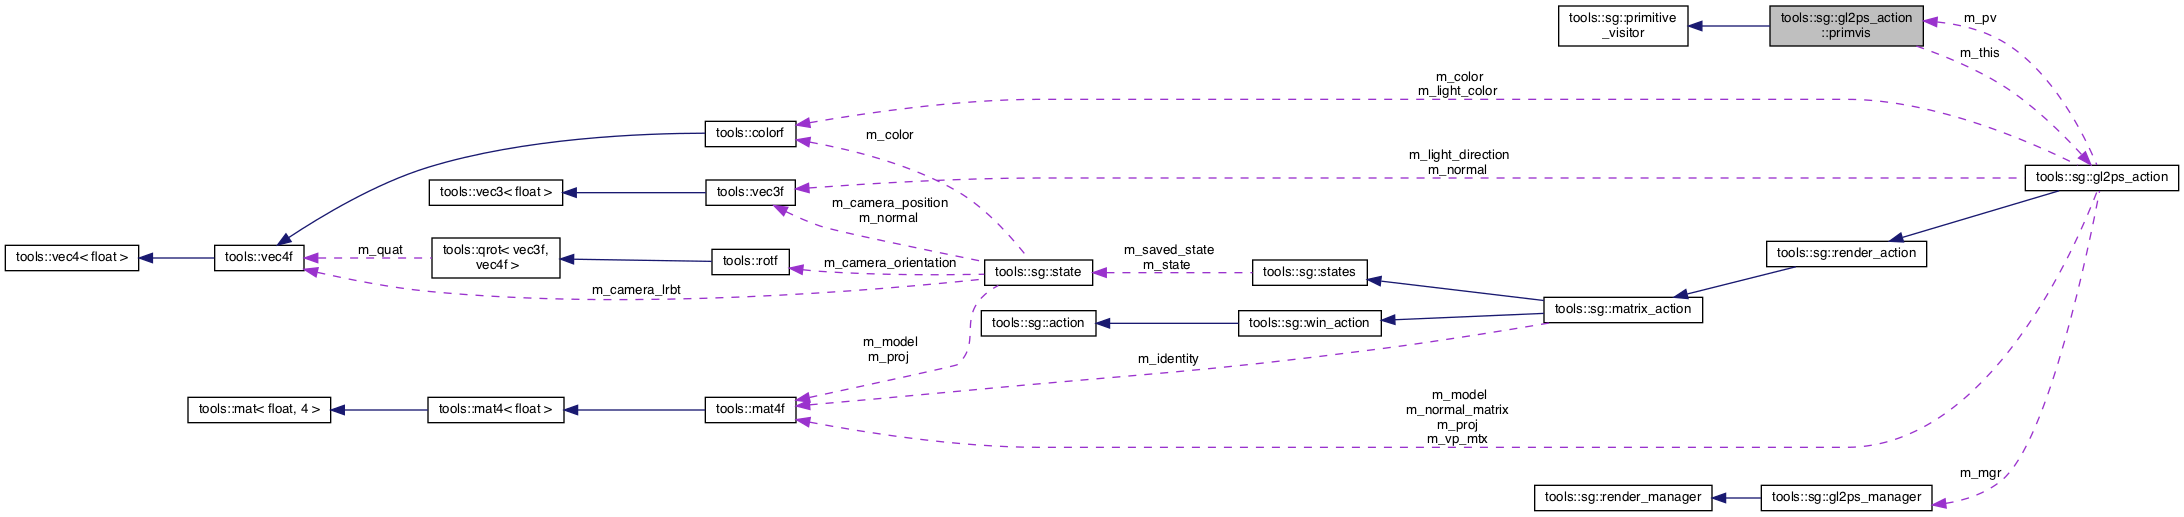 tools::sg::primitive
_visitor
tools::sg::gl2ps_action
::primvis
m_pv
m_this
m_color
m_light_color
tools::colorf
m_color
m_light_direction
m_normal
tools::sg::gl2ps_action
tools::vec3< float >
tools::vec3f
m_camera_position
m_normal
tools::vec4< float >
tools::vec4f
m_quat
tools::qrot< vec3f,
vec4f >
tools::rotf
m_camera_orientation
m_camera_lrbt
tools::sg::state
m_saved_state
m_state
tools::sg::states
tools::sg::render_action
tools::sg::matrix_action
tools::sg::action
tools::sg::win_action
m_model
m_proj
m_identity
tools::mat< float, 4 >
tools::mat4< float >
tools::mat4f
m_model
m_normal_matrix
m_proj
m_vp_mtx
m_mgr
tools::sg::render_manager
tools::sg::gl2ps_manager